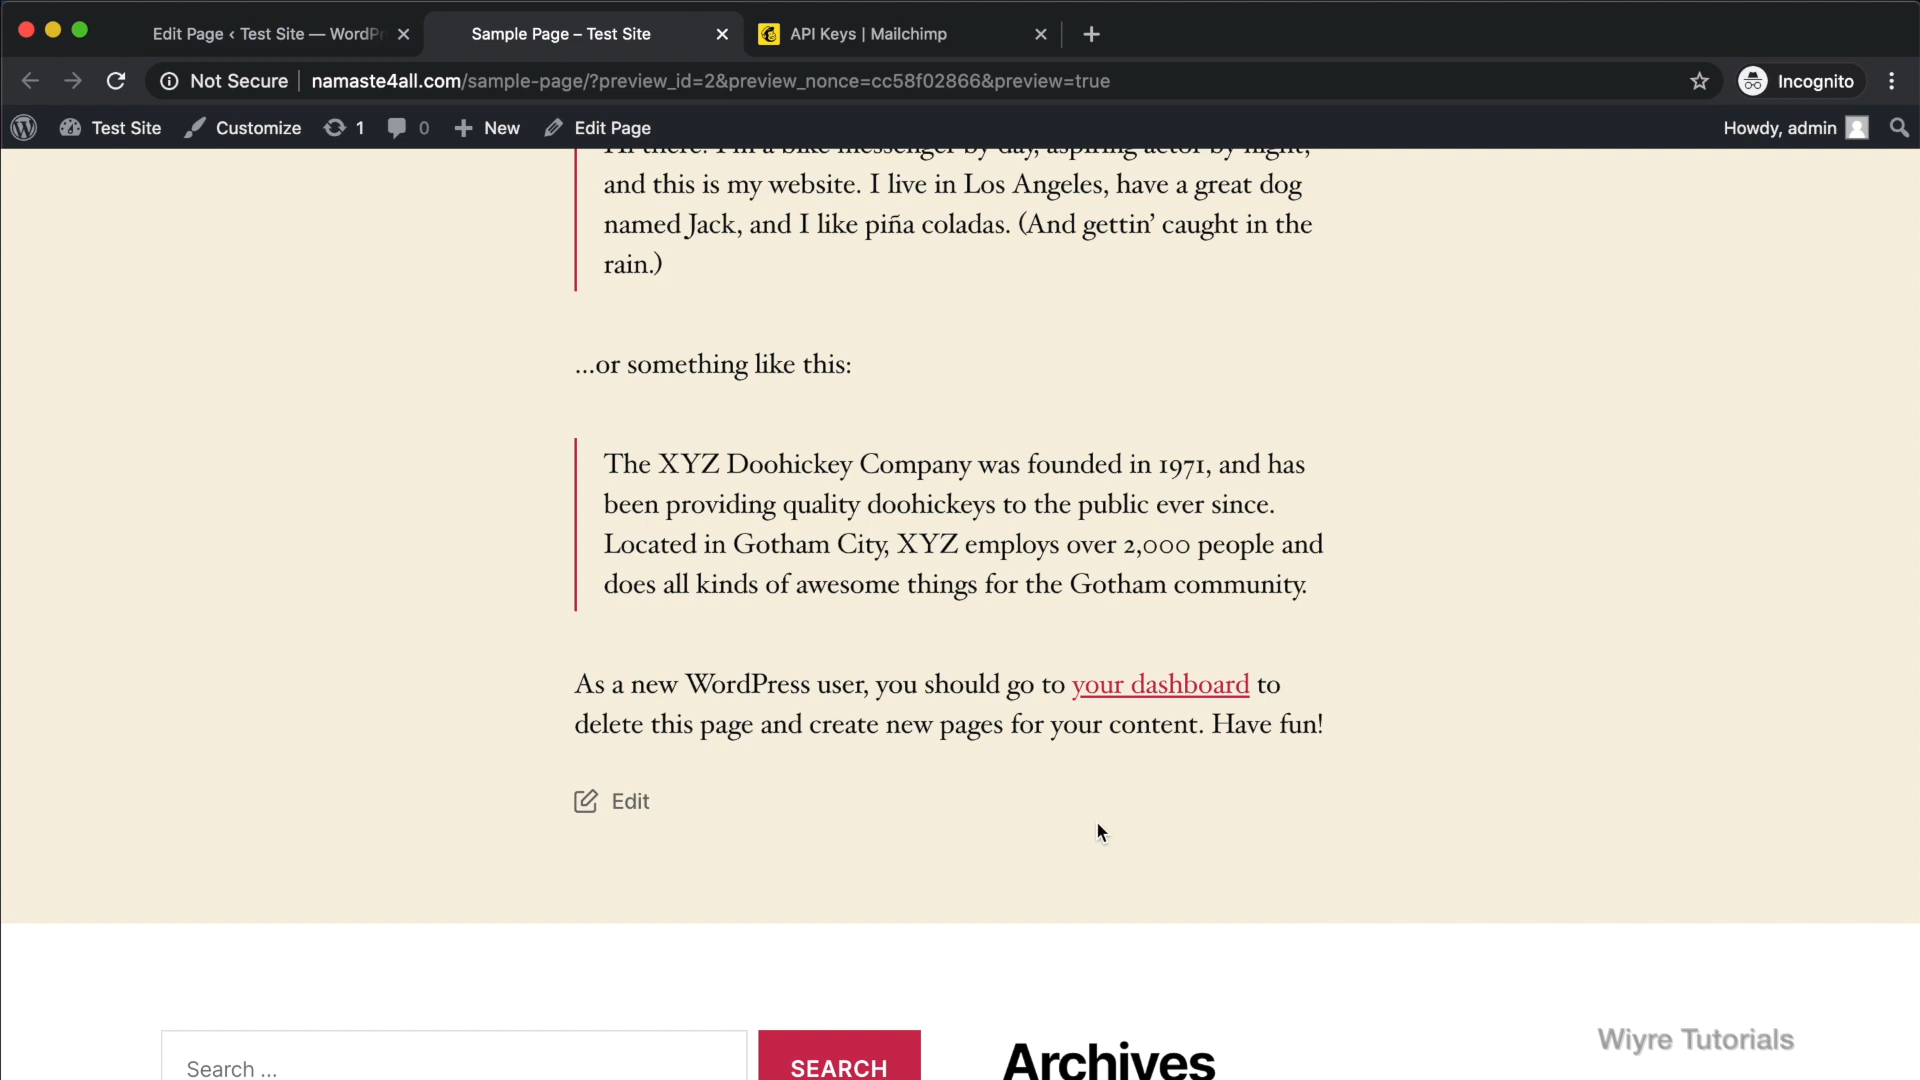 Edit Page ‹ Test Site — WordPr
Sample Page – Test Site
API Keys | Mailchimp
Not Secure
namaste4all.com/sample-page/?preview_id=2&preview_nonce=cc58f02866&preview=true
Incognito
Test Site
Customize
1
0
New
Edit Page
Howdy, admin
Hi there! I'm a bike messenger by day, aspiring actor by night,
and this is my website. I live in Los Angeles, have a great dog
named Jack, and I like piña coladas. (And gettin’ caught in the
rain.)
…or something like this:
The XYZ Doohickey Company was founded in 1971, and has
been providing quality doohickeys to the public ever since.
Located in Gotham City, XYZ employs over 2,000 people and
does all kinds of awesome things for the Gotham community.
As a new WordPress user, you should go to your dashboard to
delete this page and create new pages for your content. Have fun!
Edit
Search …
SEARCH
Archives
Wiyre Tutorials